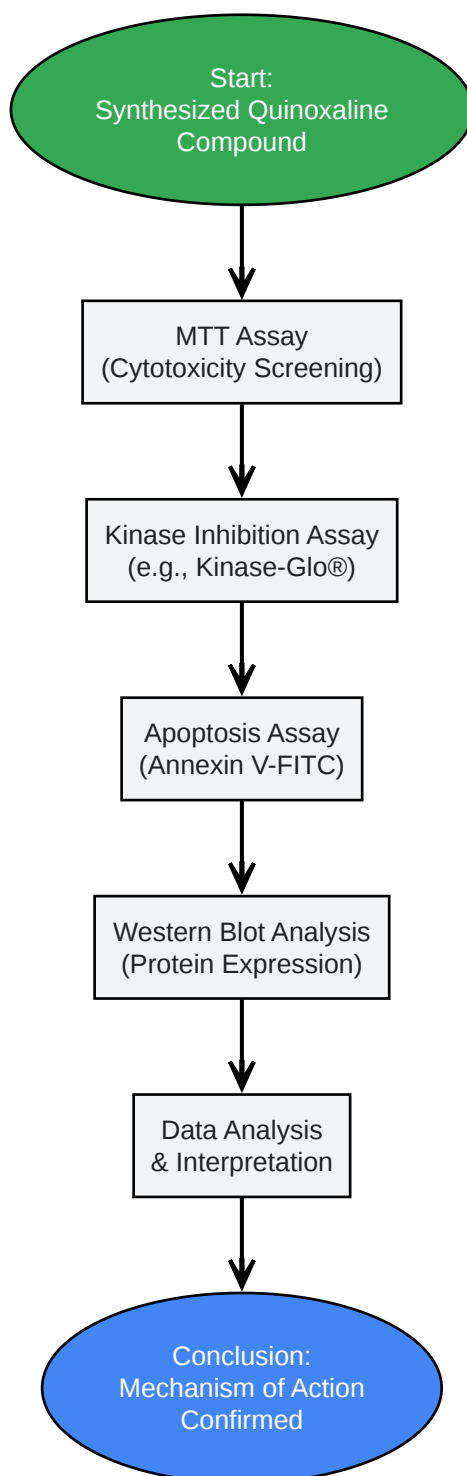 Start:
Synthesized Quinoxaline
Compound
MTT Assay
(Cytotoxicity Screening)
Kinase Inhibition Assay
(e.g., Kinase-Glo®)
Apoptosis Assay
(Annexin V-FITC)
Western Blot Analysis
(Protein Expression)
Data Analysis
& Interpretation
Conclusion:
Mechanism of Action
Confirmed